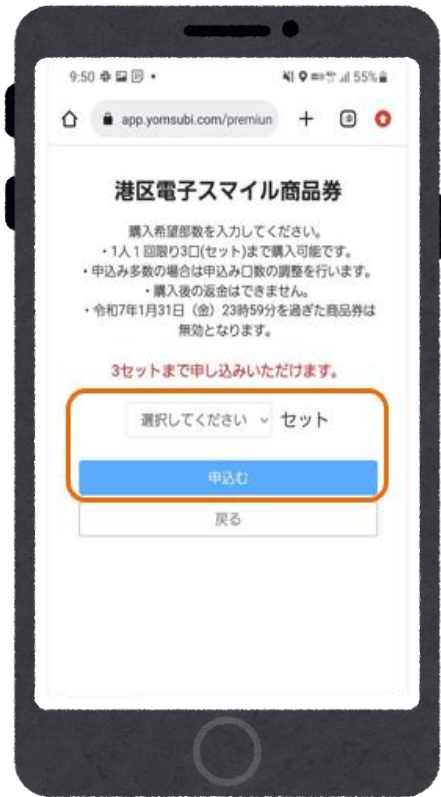 9:50
55%
app.yomsubi.com/premiun
港区電子スマイル商品券
購入希望部数を入力してください。
・1人1回限り3口(セット)まで購入可能です。
・申込み多数の場合は申込み口数の調整を行います。
・購入後の返金はできません。
・令和7年1月31日（金）23時59分を過ぎた商品券は
無効となります。
3セットまで申し込みいただけます。
選択してください セット
申込む
戻る